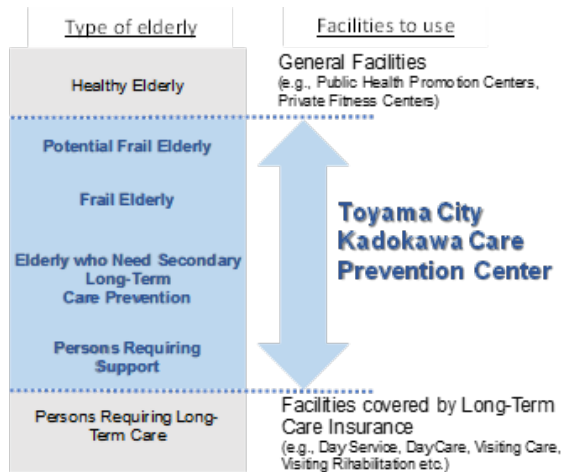 Type of elderly
Facilities to use
Healthy Elderly
General Facilities
(e.g., Public Health Promotion Centers,
Private Fitness Centers)
Potential Frail Elderly
Frail Elderly
Elderly who Need Secondary
Long-Term
Care Prevention
Persons Requiring
Support
Toyama City
Kadokawa Care
Prevention Center
Persons Requiring Long-
Term Care
Facilities covered by Long-Term
Care Insurance
(e.g., Day Service, DayCare, Visiting Care,
Visiting Rihabilitation etc.)